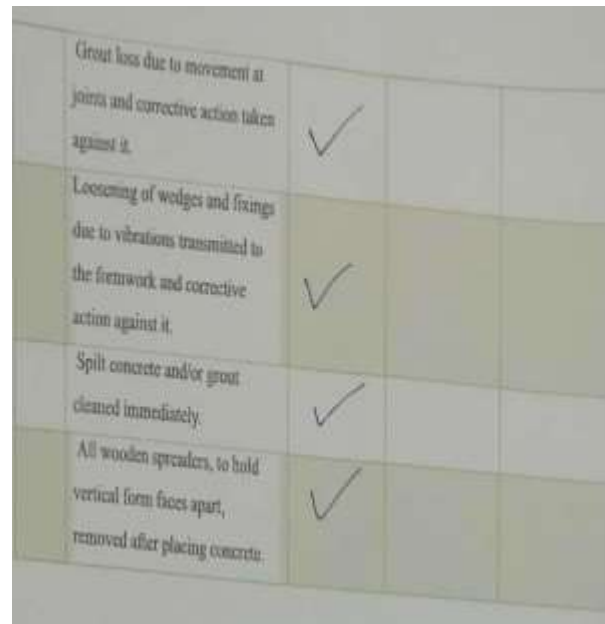 Grout loss due to movement at
joints and corrective action taken
against it.
Loosening of wedges and fixings
due to vibrations transmitted to
the formwork and corrective
action against it.
Spilt concrete and/or grout
cleaned immediately.
All wooden spreaders, to hold
vertical form faces apart,
removed after placing concrete.